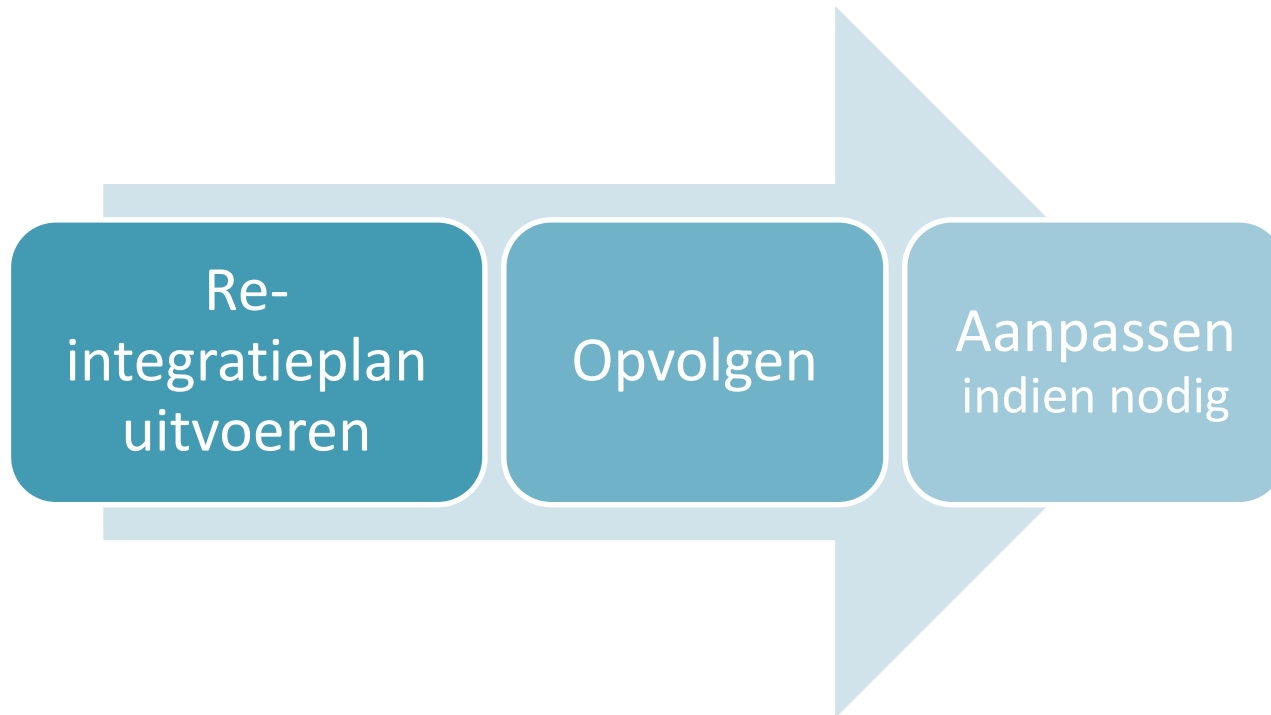 Re-
integratieplan
uitvoeren
Opvolgen
Aanpassen
indien nodig